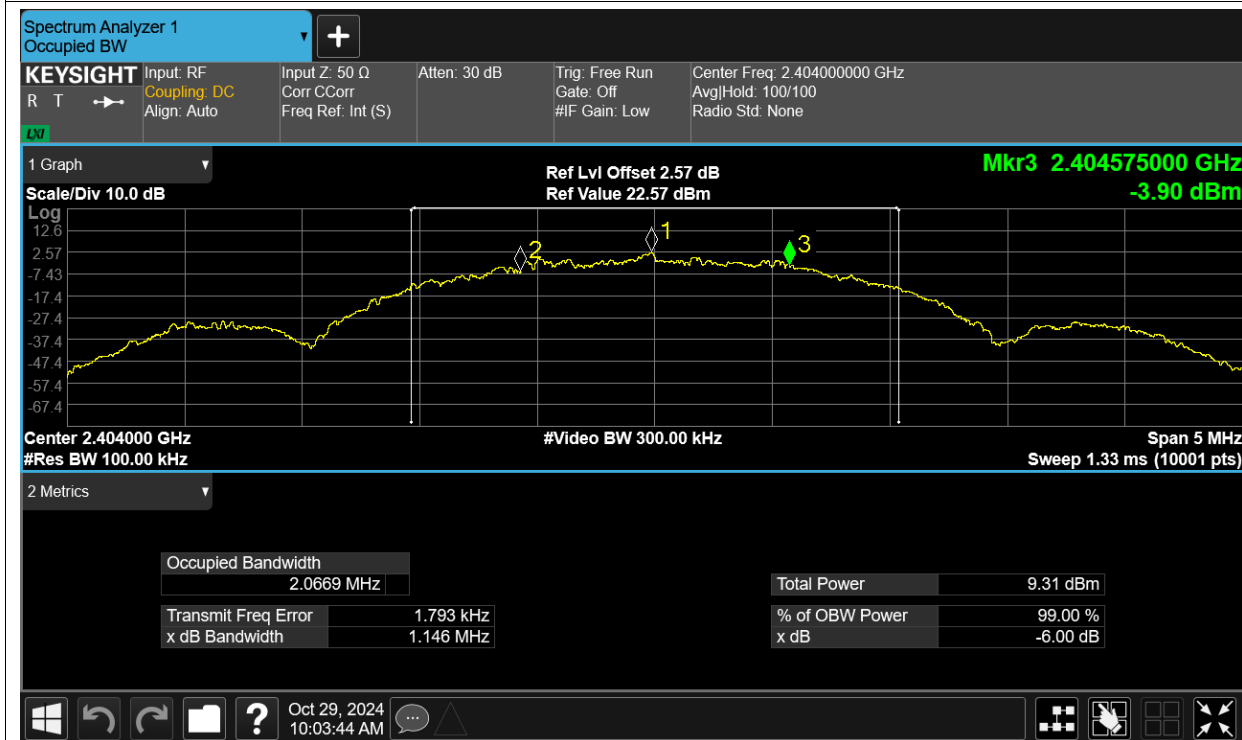 Spectrum Analyzer 1
Occupied BW
KEYSIGHT
R T
LXI
Input: RF
Coupling: DC
Align: Auto
Input Z: 50 Ω
Corr CCorr
Freq Ref: Int (S)
Atten: 30 dB
Trig: Free Run
Gate: Off
#IF Gain: Low
Center Freq: 2.404000000 GHz
Avg|Hold: 100/100
Radio Std: None
1 Graph
Scale/Div 10.0 dB
Ref Lvl Offset 2.57 dB
Ref Value 22.57 dBm
Mkr3 2.404575000 GHz
-3.90 dBm
Log
12.6
2.57
-7.43
-17.4
-27.4
-37.4
-47.4
-57.4
-67.4
2
1
3
Center 2.404000 GHz
#Res BW 100.00 kHz
#Video BW 300.00 kHz
Span 5 MHz
Sweep 1.33 ms (10001 pts)
2 Metrics
Occupied Bandwidth
2.0669 MHz
Transmit Freq Error 1.793 kHz
x dB Bandwidth 1.146 MHz
Total Power 9.31 dBm
% of OBW Power 99.00 %
x dB -6.00 dB
?
Oct 29, 2024
10:03:44 AM